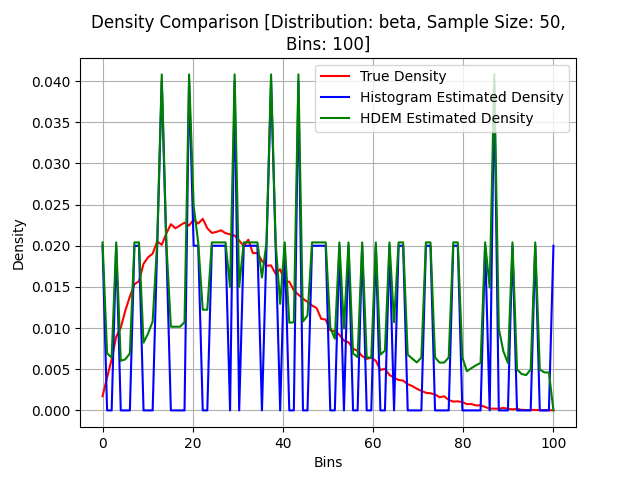 Density Comparison [Distribution: beta, Sample Size: 50,
Bins: 100]
True Density
Histogram Estimated Density
HDEM Estimated Density
Density
0.040
0.035
0.030
0.025
0.020
0.015
0.010
0.005
0.000
0 20 40 60 80 100
Bins